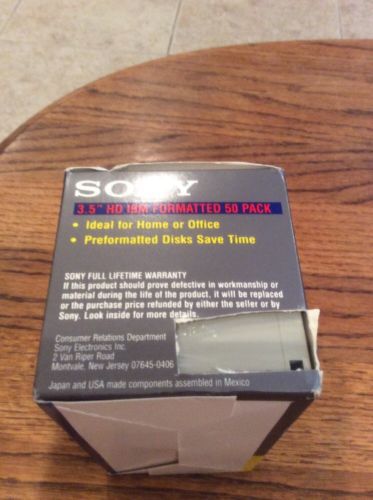 SONY
3.5" HD IBM FORMATTED 50 PACK
• Ideal for Home or Office
• Preformatted Disks Save Time
SONY FULL LIFETIME WARRANTY
If this product should prove defective in workmanship or
material during the life of the product, it will be replaced
or the purchase price refunded by either the seller or by
Sony. Look inside for more details.
Consumer Relations Department
Sony Electronics Inc.
2 Van Riper Road
Montvale, New Jersey 07645-0406
Japan and USA made components assembled in Mexico